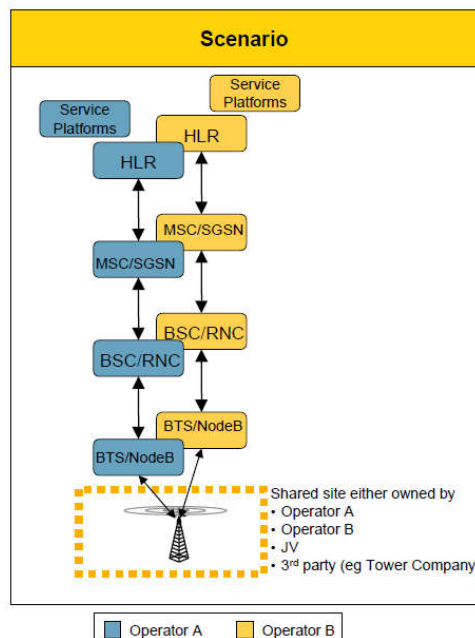 Scenario
Service
Platforms
Service
Platforms
HLR
HLR
MSC/SGSN
MSC/SGSN
BSC/RNC
BSC/RNC
BTS/NodeB
BTS/NodeB
Shared site either owned by
• Operator A
• Operator B
• JV
• 3rd party (eg Tower Company
Operator A
Operator B